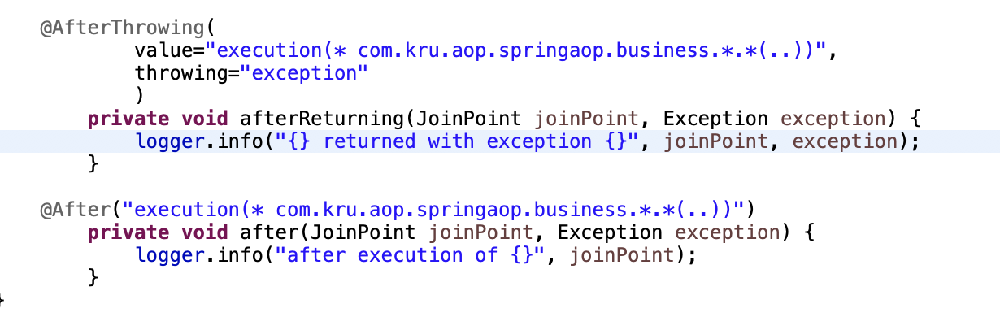 @AfterThrowing(
value="execution(* com.kru.aop.springaop.business.*.*(..))",
throwing="exception"
)
private void afterReturning(JoinPoint joinPoint, Exception exception) {
logger.info("{} returned with exception {}", joinPoint, exception);
}
@After("execution(* com.kru.aop.springaop.business.*.*(..))")
private void after(JoinPoint joinPoint, Exception exception) {
logger.info("after execution of {}", joinPoint);
}
}